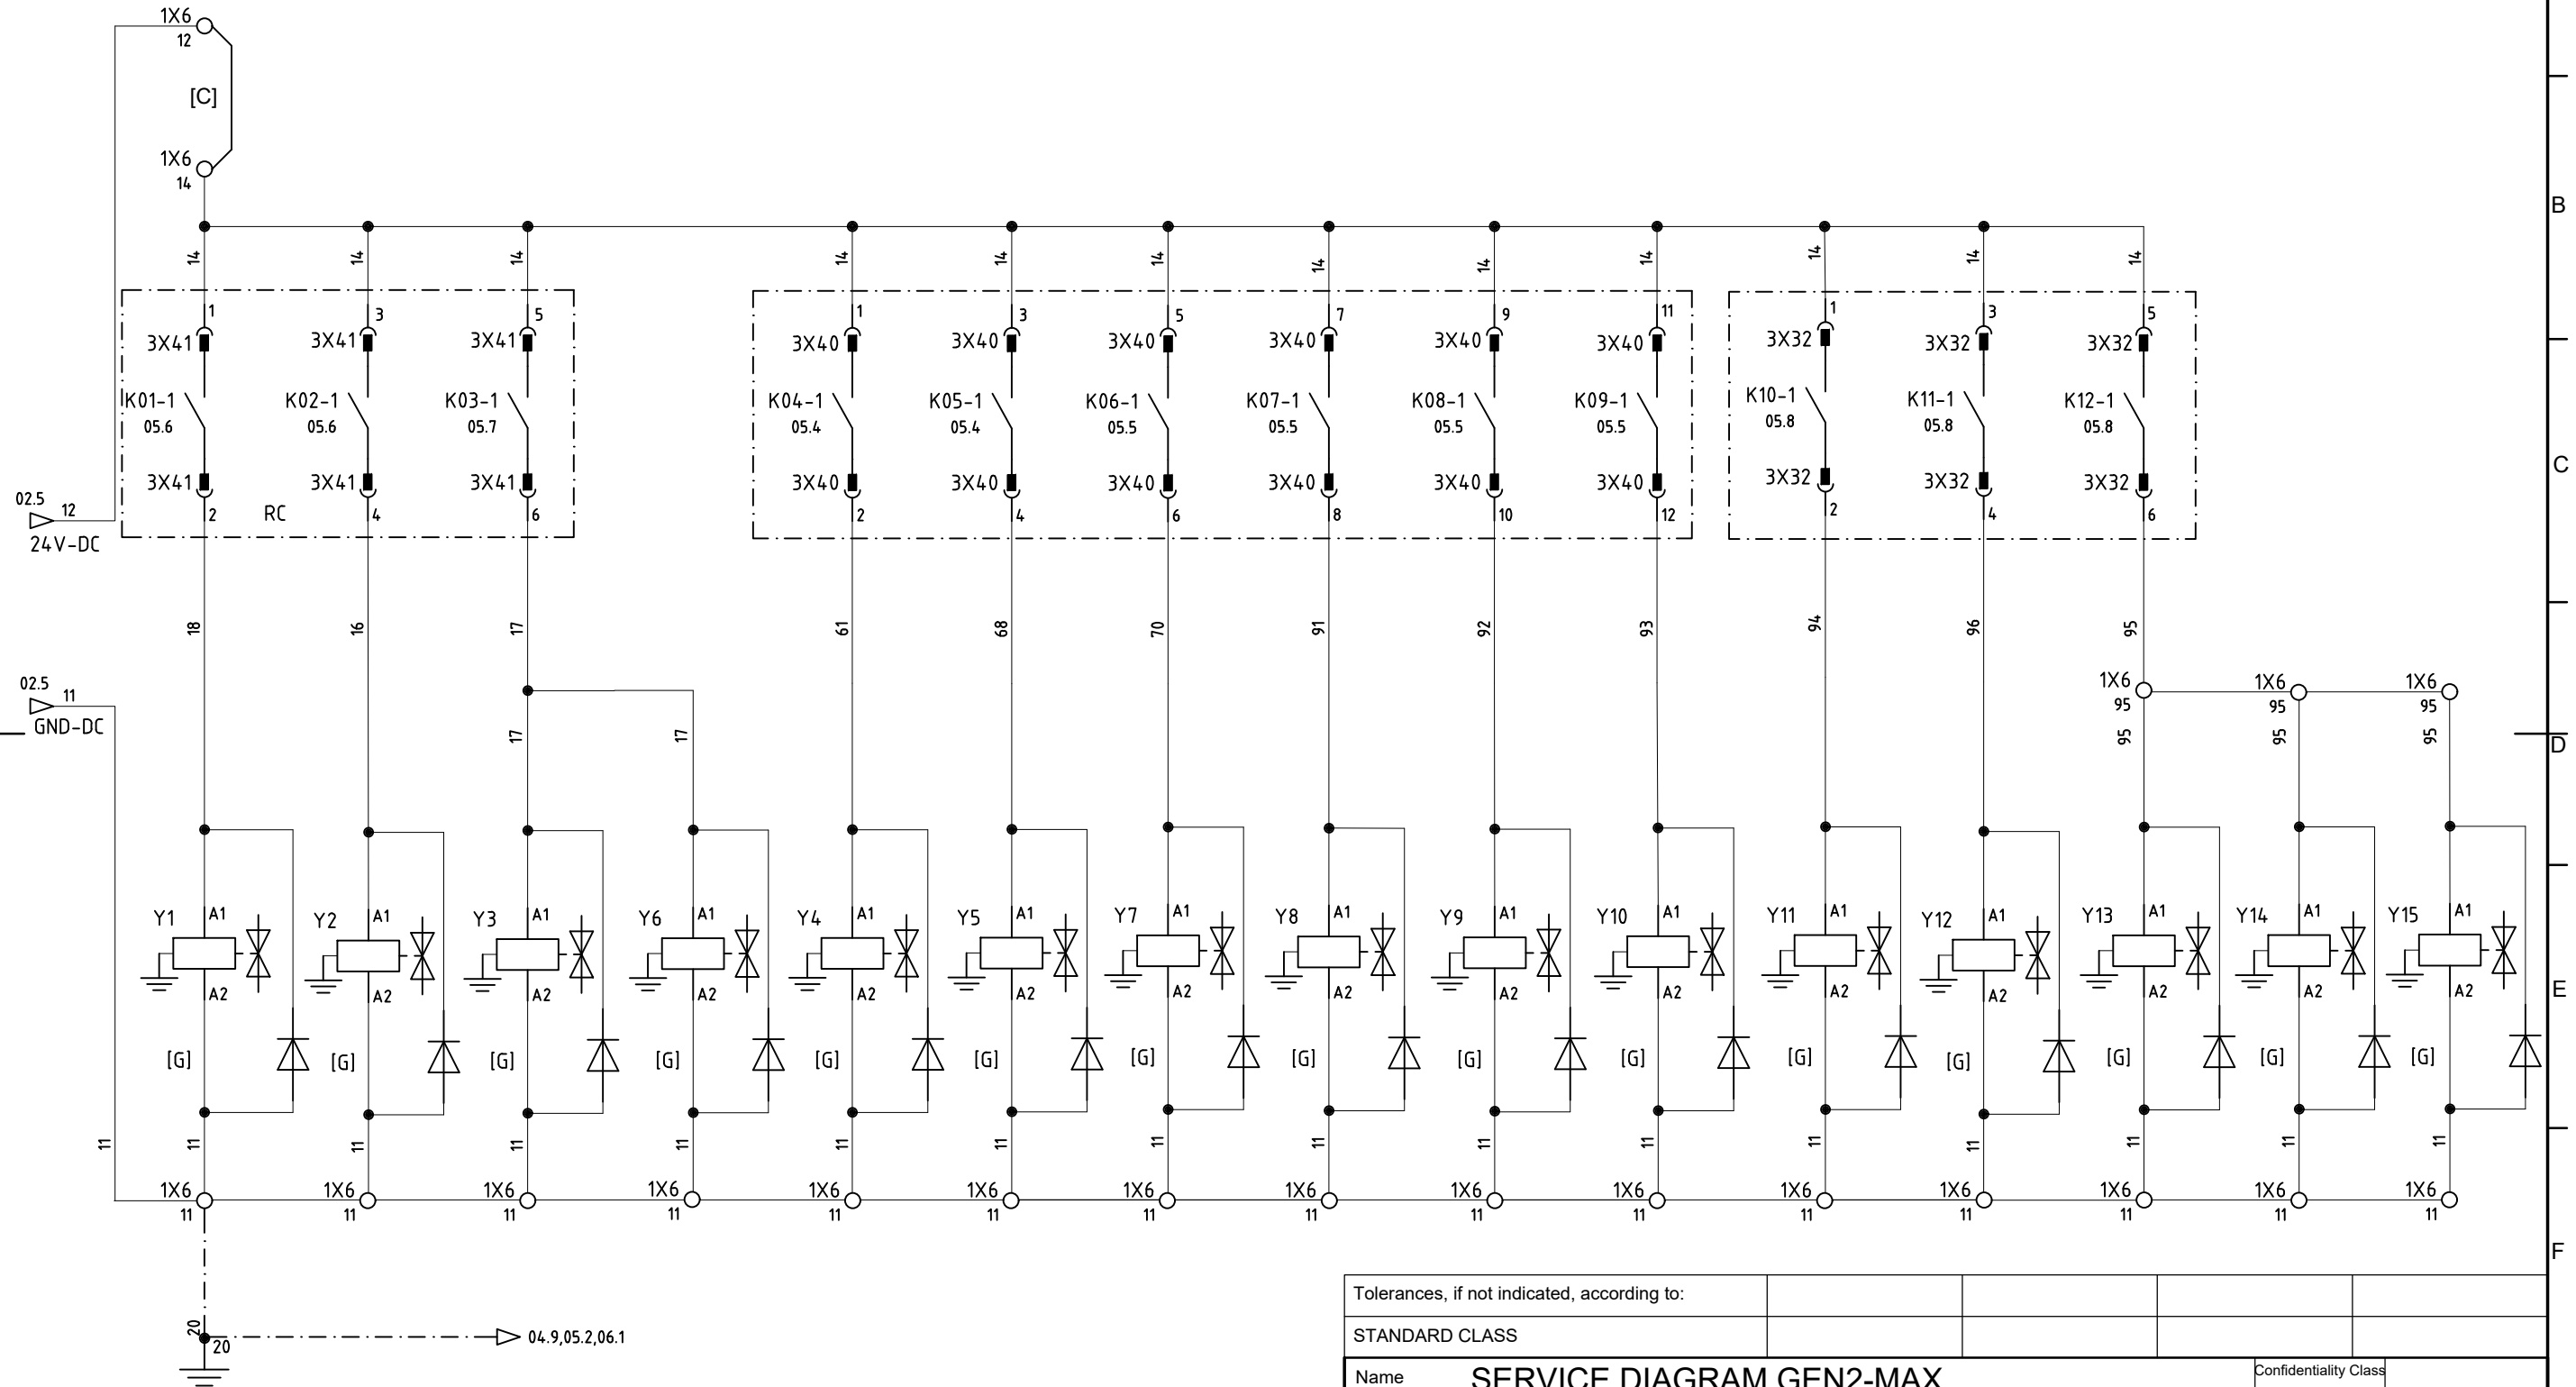 1X6
12
[C]
1X6
14
B
14 14 14 14 14 14 14 14 14 14 14 14
1 3 5 1 3 5 7 9 11 1 3 5
3X41 3X41 3X41 3X40 3X40 3X40 3X40 3X40 3X40 3X32 3X32 3X32
K01-1 K02-1 K03-1 K04-1 K05-1 K06-1 K07-1 K08-1 K09-1 K10-1 K11-1 K12-1
05.6 05.6 05.7 05.4 05.4 05.5 05.5 05.5 05.5 05.8 05.8 05.8
C
3X41 3X41 3X41 3X40 3X40 3X40 3X40 3X40 3X40 3X32 3X32 3X32
02.5
12
24V-DC
2 RC 4 6 2 4 6 8 10 12 2 4 6
18 16 17 61 68 70 91 92 93 94 96 95
02.5
11
GND-DC
1X6 1X6 1X6
95 95 95
17 17 95 95 95
D
Y1 Y2 Y3 Y6 Y4 Y5 Y7 Y8 Y9 Y10 Y11 Y12 Y13 Y14 Y15
A1 A1 A1 A1 A1 A1 A1 A1 A1 A1 A1 A1 A1 A1 A1
A2 A2 A2 A2 A2 A2 A2 A2 A2 A2 A2 A2 A2 A2 A2
E
[G] [G] [G] [G] [G] [G] [G] [G] [G] [G] [G] [G] [G] [G] [G]
11 11 11 11 11 11 11 11 11 11 11 11 11 11 11 11
1X6 1X6 1X6 1X6 1X6 1X6 1X6 1X6 1X6 1X6 1X6 1X6 1X6 1X6 1X6
11 11 11 11 11 11 11 11 11 11 11 11 11 11 11
F
20
20
04.9,05.2,06.1
Tolerances, if not indicated, according to:
STANDARD CLASS
Name SERVICE DIAGRAM GEN2-MAX
Confidentiality Class